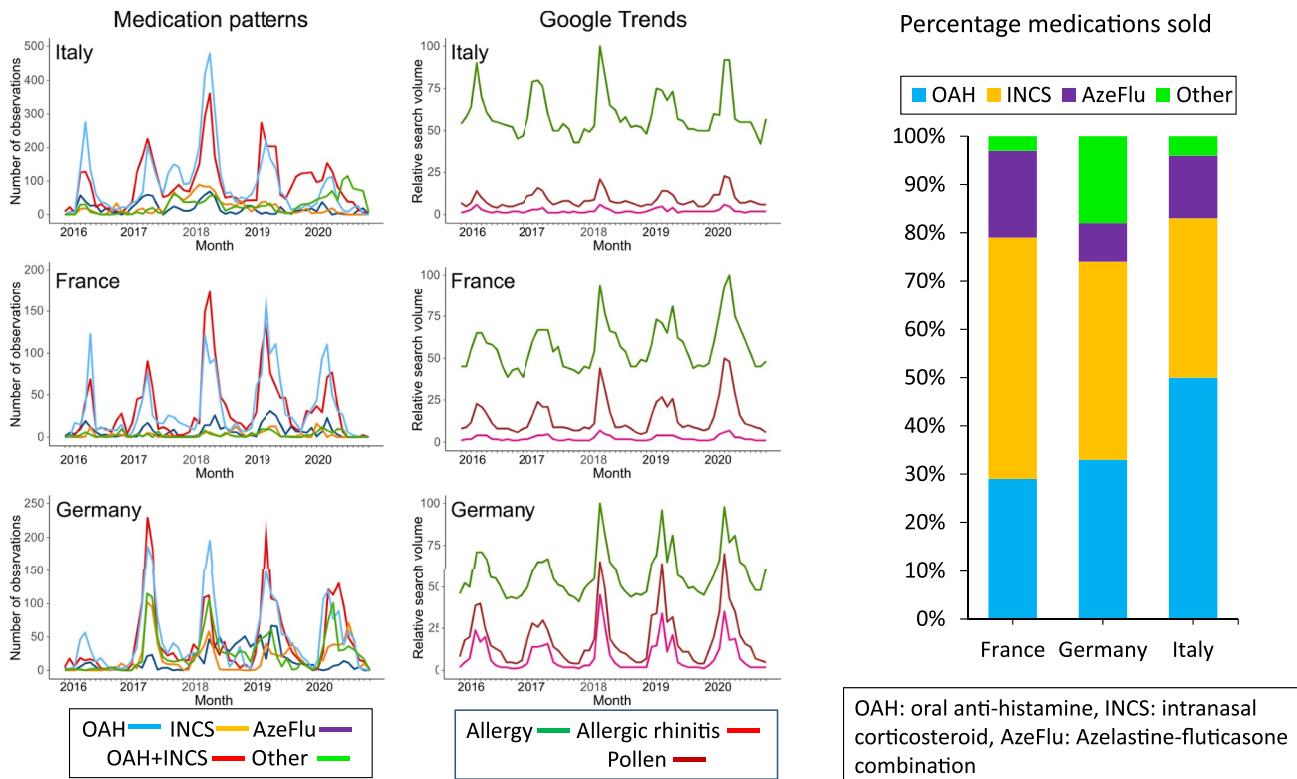 Medication patterns
Italy
Number of observations
500
400
300
200
100
0
2016 2017 2018 2019 2020
Month
France
Number of observations
200
150
100
50
0
2016 2017 2018 2019 2020
Month
Germany
Number of observations
250
200
150
100
50
0
2016 2017 2018 2019 2020
Month
OAH INCS AzeFlu
OAH+INCS Other
Google Trends
Italy
Relative search volume
100
75
50
25
0
2016 2017 2018 2019 2020
Month
France
Relative search volume
100
75
50
25
0
2016 2017 2018 2019 2020
Month
Germany
Relative search volume
100
75
50
25
0
2016 2017 2018 2019 2020
Month
Allergy Allergic rhinitis
Pollen
Percentage medications sold
OAH INCS AzeFlu Other
100%
90%
80%
70%
60%
50%
40%
30%
20%
10%
0%
France Germany Italy
OAH: oral anti-histamine, INCS: intranasal
corticosteroid, AzeFlu: Azelastine-fluticasone
combination